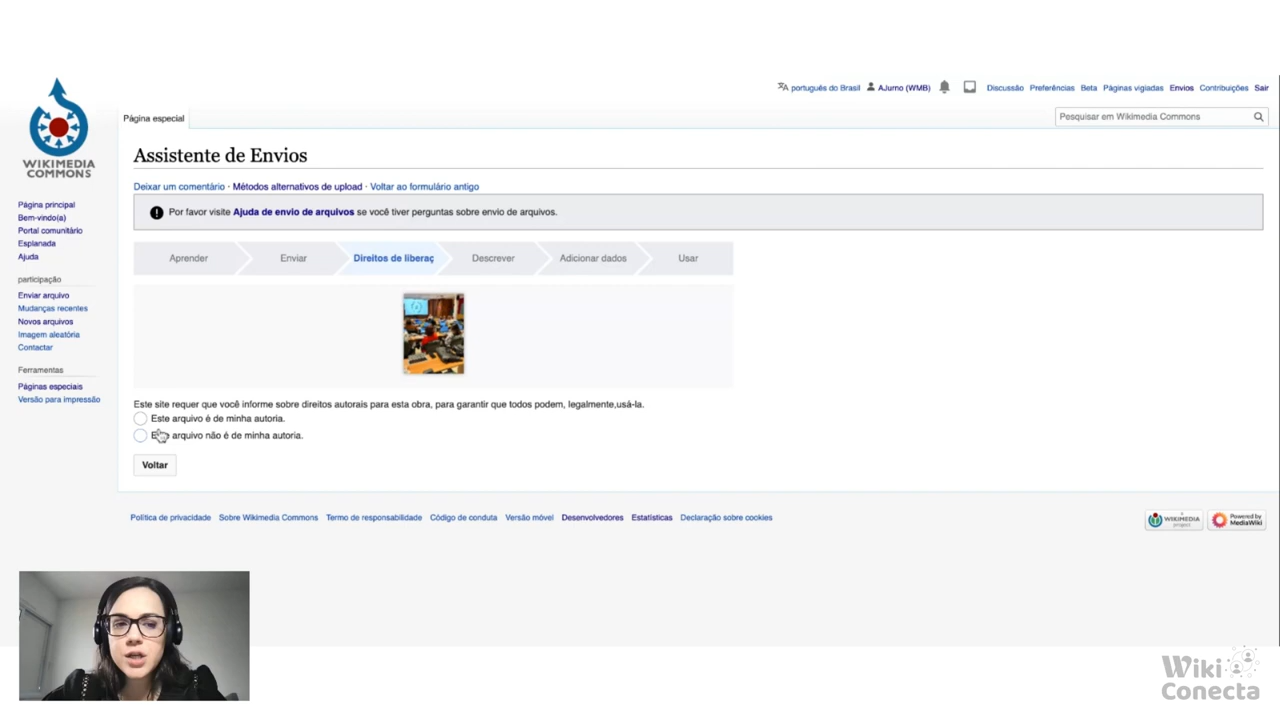 português do Brasil AJurno (WMB) Discussão Preferências Beta Páginas vigiadas Envios Contribuições Sair
Página especial
Pesquisar em Wikimedia Commons
WIKIMEDIA
COMMONS
Assistente de Envios
Deixar um comentário · Métodos alternativos de upload · Voltar ao formulário antigo
Por favor visite Ajuda de envio de arquivos se você tiver perguntas sobre envio de arquivos.
Aprender Enviar Direitos de liberaç Descrever Adicionar dados Usar
Página principal
Bem-vindo(a)
Portal comunitário
Esplanada
Ajuda
participação
Enviar arquivo
Mudanças recentes
Novos arquivos
Imagem aleatória
Contactar
Ferramentas
Páginas especiais
Versão para impressão
Este site requer que você informe sobre direitos autorais para esta obra, para garantir que todos podem, legalmente,usá-la.
Este arquivo é de minha autoria.
arquivo não é de minha autoria.
Voltar
Política de privacidade Sobre Wikimedia Commons Termo de responsabilidade Código de conduta Versão móvel Desenvolvedores Estatísticas Declaração sobre cookies
A
WIKIMEDIA
project
Powered by
MediaWiki
Wiki
Conecta